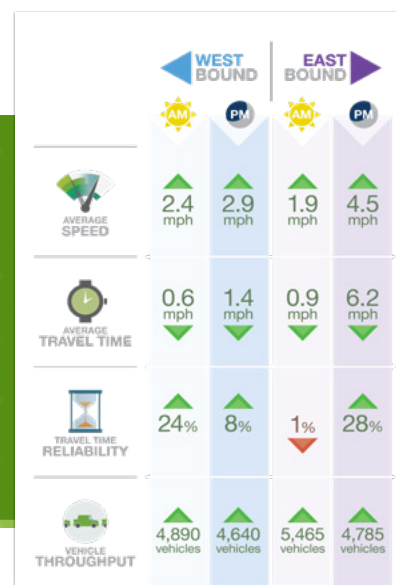 WEST BOUND EAST BOUND
AM PM AM PM
AVERAGE SPEED
2.4 mph 2.9 mph 1.9 mph 4.5 mph
AVERAGE TRAVEL TIME
0.6 mph 1.4 mph 0.9 mph 6.2 mph
TRAVEL TIME RELIABILITY
24% 8% 1% 28%
VEHICLE THROUGHPUT
4,890 vehicles 4,640 vehicles 5,465 vehicles 4,785 vehicles